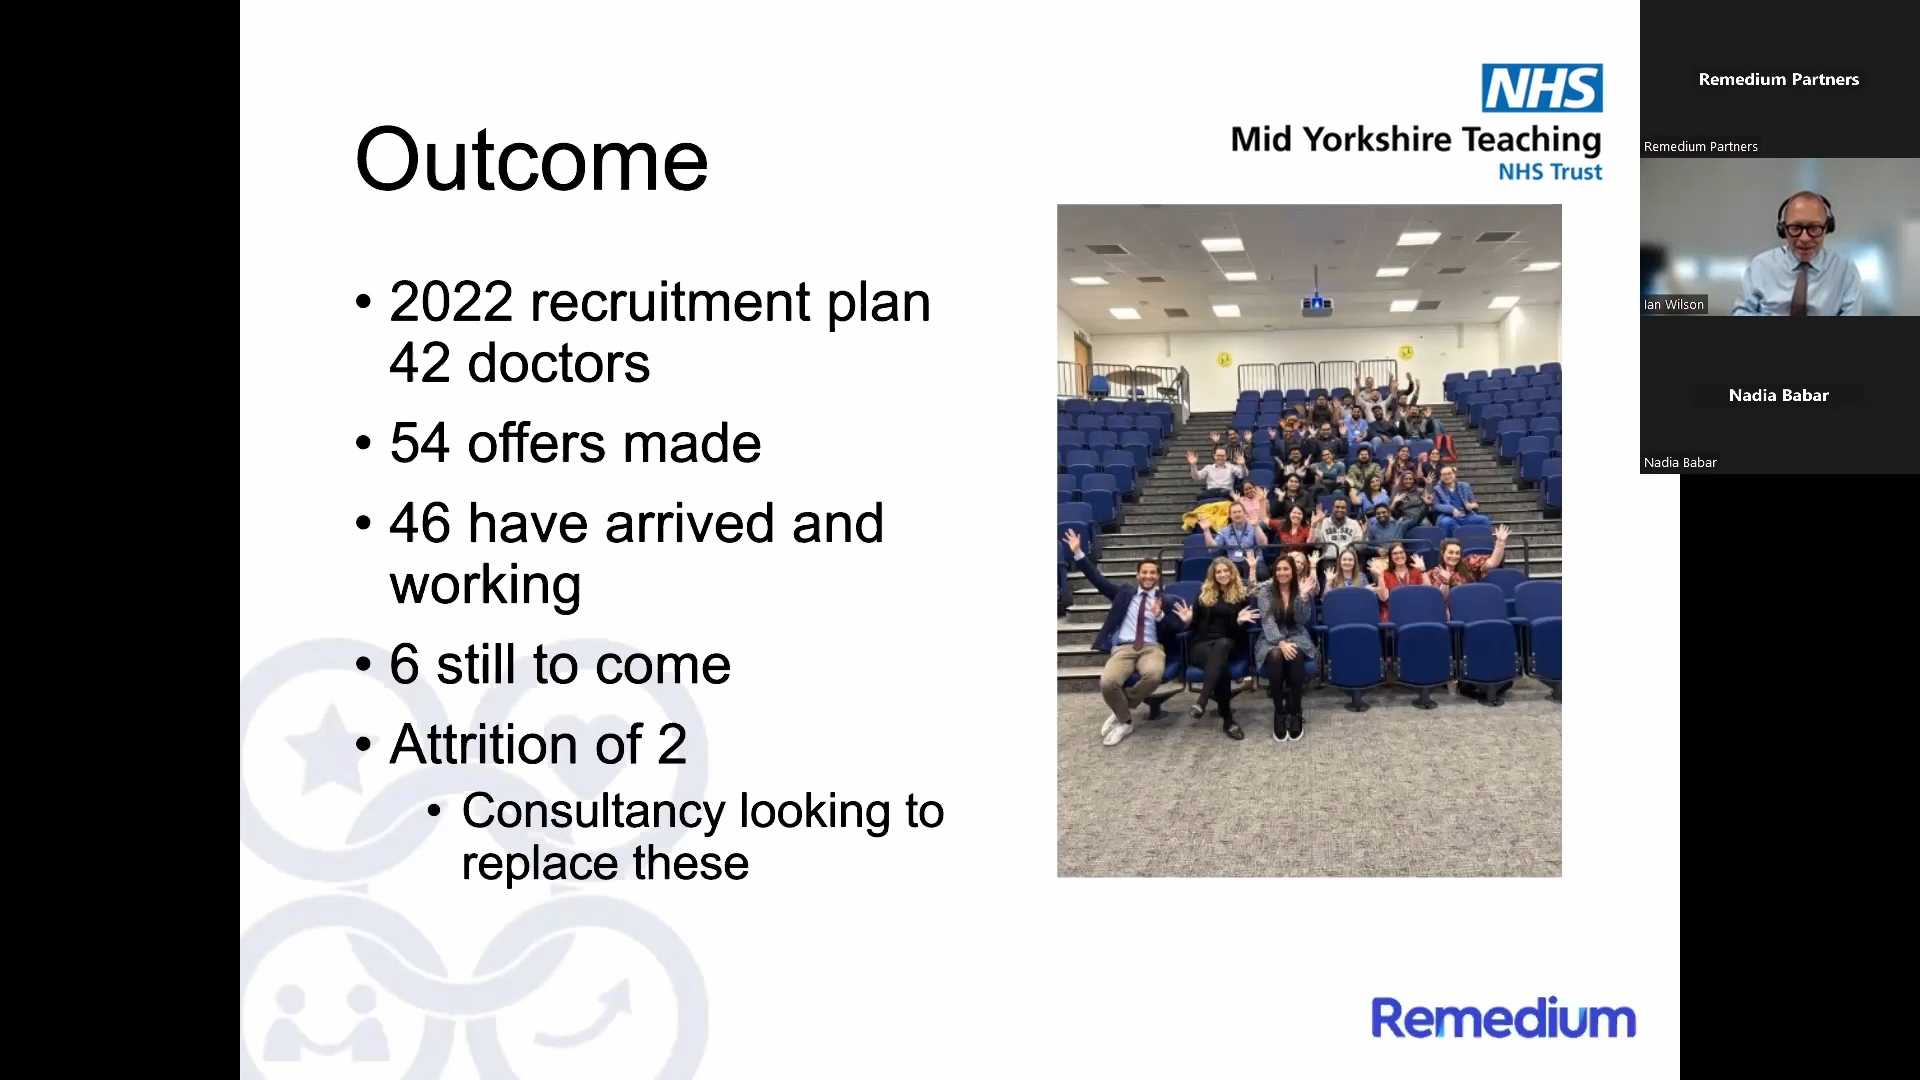 NHS
Mid Yorkshire Teaching
NHS Trust
Outcome
• 2022 recruitment plan
42 doctors
• 54 offers made
• 46 have arrived and
working
• 6 still to come
• Attrition of 2
• Consultancy looking to
replace these
Remedium
Remedium Partners
Remedium Partners
Ian Wilson
Nadia Babar
Nadia Babar